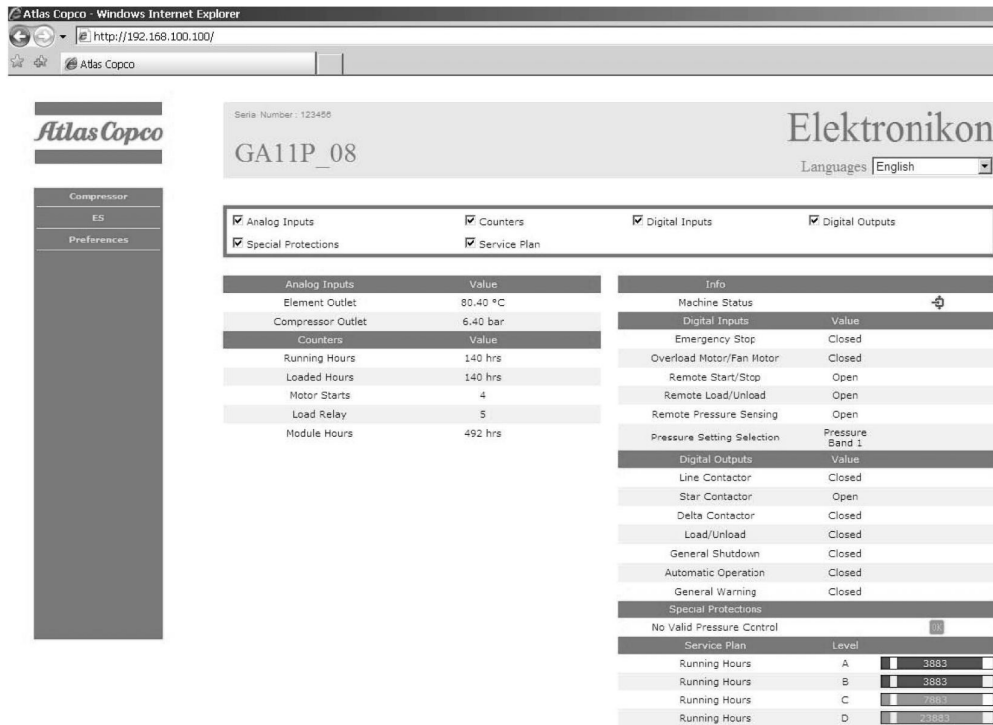 Atlas Copco - Windows Internet Explorer
http://192.168.100.100/
Atlas Copco
Atlas Copco
Seria Number: 123456
GA11P_08
Elektronikon
Languages English
Compressor
ES
Preferences
Analog Inputs Counters Digital Inputs Digital Outputs
Special Protections Service Plan
Analog Inputs Value
Element Outlet 80.40 °C
Compressor Outlet 6.40 bar
Counters Value
Running Hours 140 hrs
Loaded Hours 140 hrs
Motor Starts 4
Load Relay 5
Module Hours 492 hrs
Info
Machine Status
Digital Inputs Value
Emergency Stop Closed
Overload Motor/Fan Motor Closed
Remote Start/Stop Open
Remote Load/Unload Open
Remote Pressure Sensing Open
Pressure Setting Selection Pressure
Band 1
Digital Outputs Value
Line Contactor Closed
Star Contactor Open
Delta Contactor Closed
Load/Unload Closed
General Shutdown Closed
Automatic Operation Closed
General Warning Closed
Special Protections
No Valid Pressure Control OK
Service Plan Level
Running Hours A 3883
Running Hours B 3883
Running Hours C 7883
Running Hours D 23883